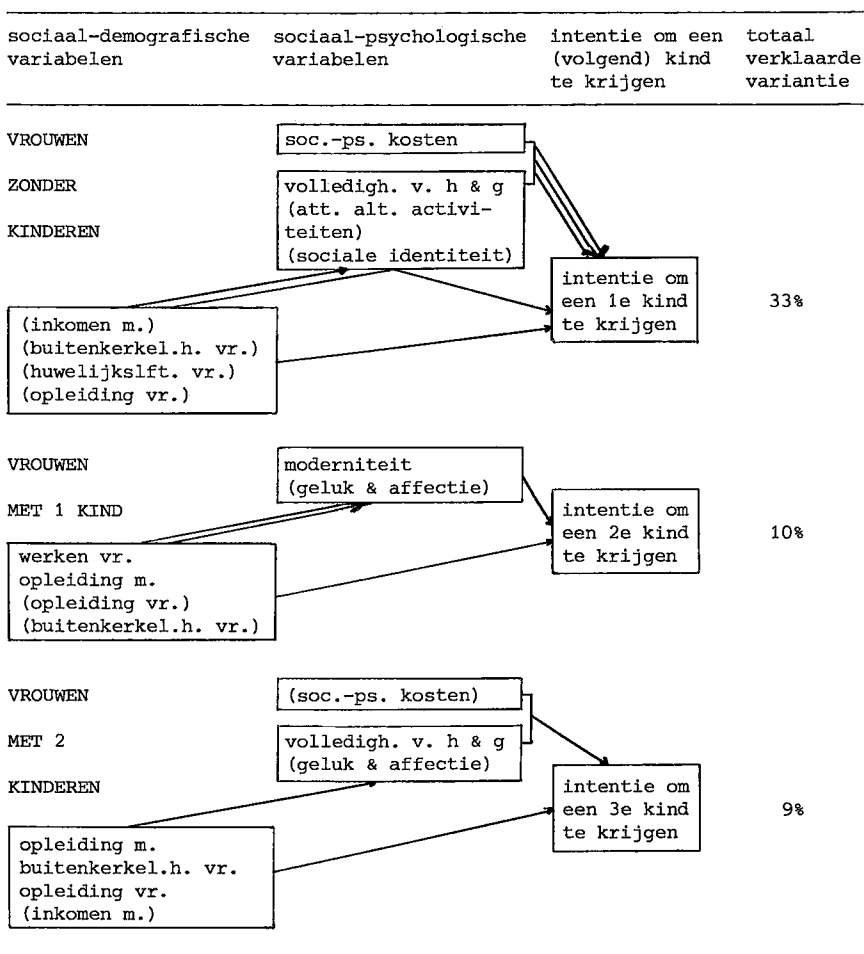 sociaal-demografische sociaal-psychologische intentie om een totaal
variabelen variabelen (volgend) kind verklaarde
te krijgen variantie
VROUWEN
ZONDER
KINDEREN
soc.-ps. kosten
volledigh. v. h & g
(att. alt. activi-
teiten)
(sociale identiteit)
(inkomen m.)
(buitenkerkel.h. vr.)
(huwelijkslft. vr.)
(opleiding vr.)
intentie om
een 1e kind
te krijgen
33%
VROUWEN
MET 1 KIND
moderniteit
(geluk & affectie)
werken vr.
opleiding m.
(opleiding vr.)
(buitenkerkel.h. vr.)
intentie om
een 2e kind
te krijgen
10%
VROUWEN
MET 2
KINDEREN
(soc.-ps. kosten)
volledigh. v. h & g
(geluk & affectie)
opleiding m.
buitenkerkel.h. vr.
opleiding vr.
(inkomen m.)
intentie om
een 3e kind
te krijgen
9%